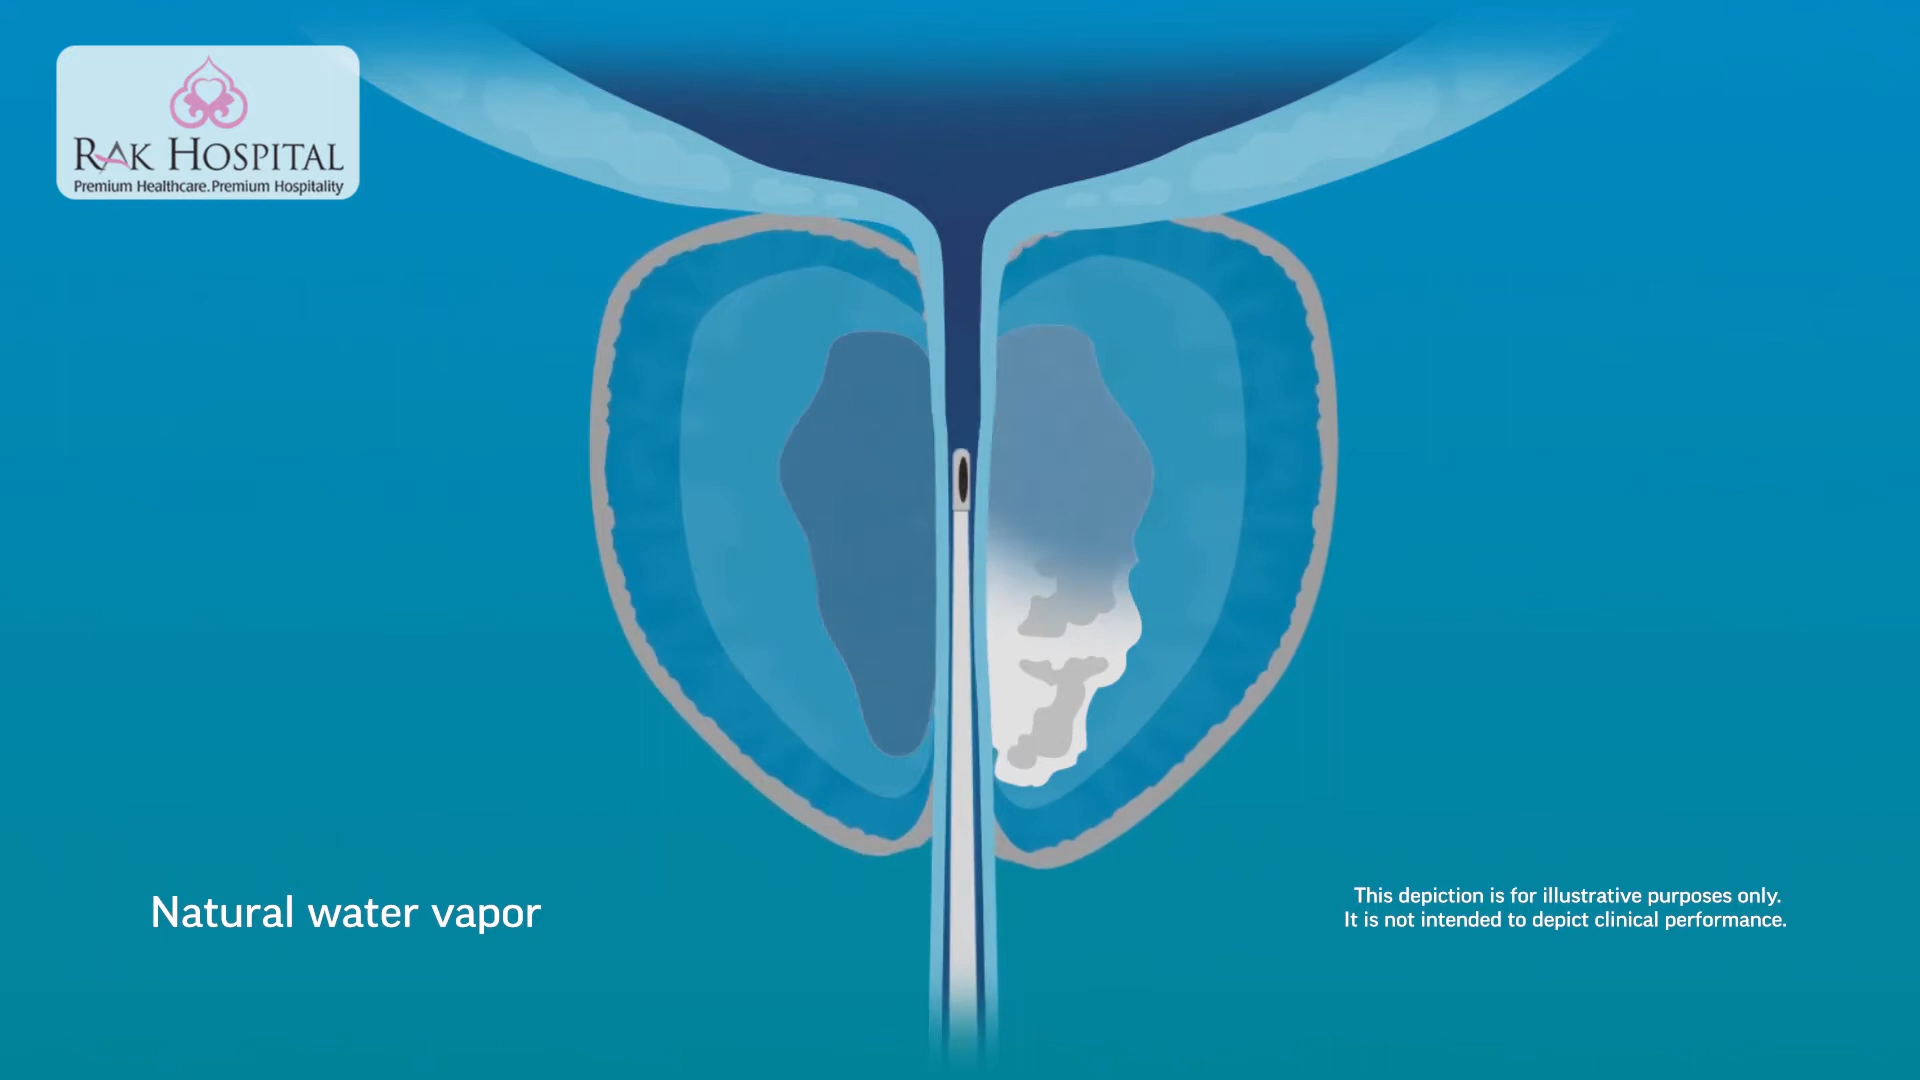 RAK HOSPITAL
Premium Healthcare.Premium Hospitality
Natural water vapor
This depiction is for illustrative purposes only.
It is not intended to depict clinical performance.